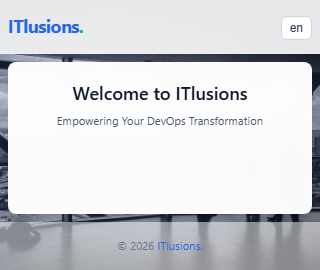 ITlusions.
en
Welcome to ITlusions
Empowering Your DevOps Transformation
© 2026 ITlusions.